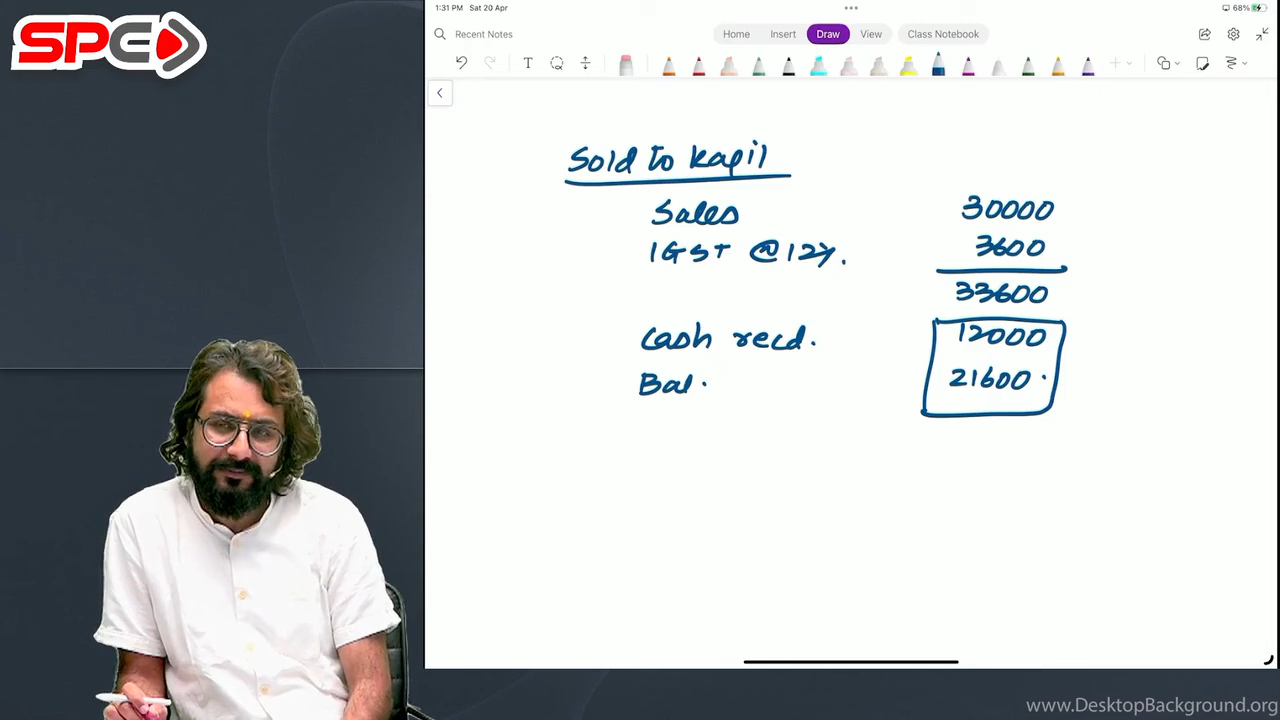 SPC
1:31 PM Sat 20 Apr
68%
Recent Notes
Home Insert Draw View Class Notebook
T
Sold to Kapil
Sales 30000
IGST @12%. 3600
33600
Cash recd. 12000
Bal. 21600.
www.DesktopBackground.org